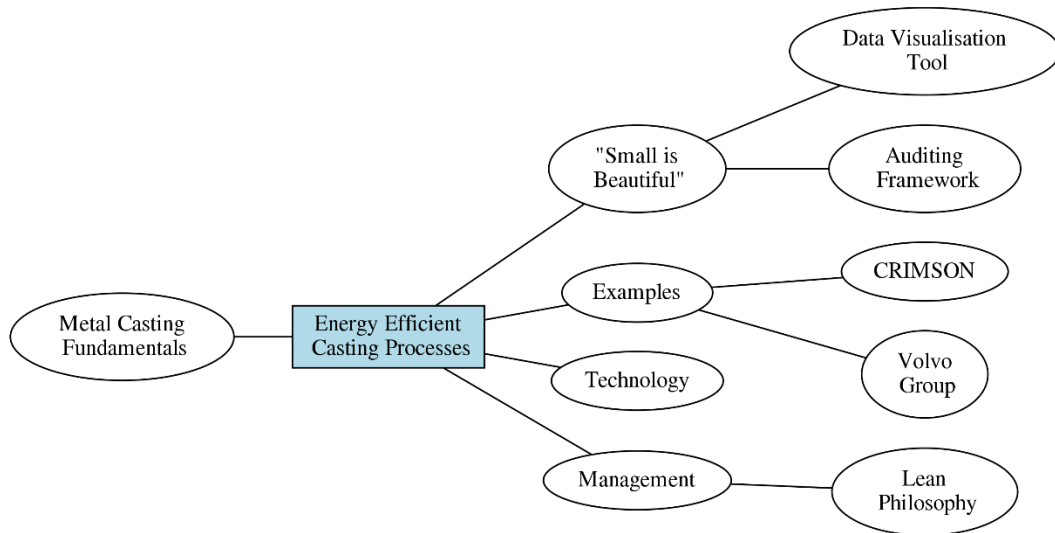 Data Visualisation
Tool
"Small is
Beautiful"
Auditing
Framework
Examples
CRIMSON
Metal Casting
Fundamentals
Energy Efficient
Casting Processes
Technology
Volvo
Group
Management
Lean
Philosophy